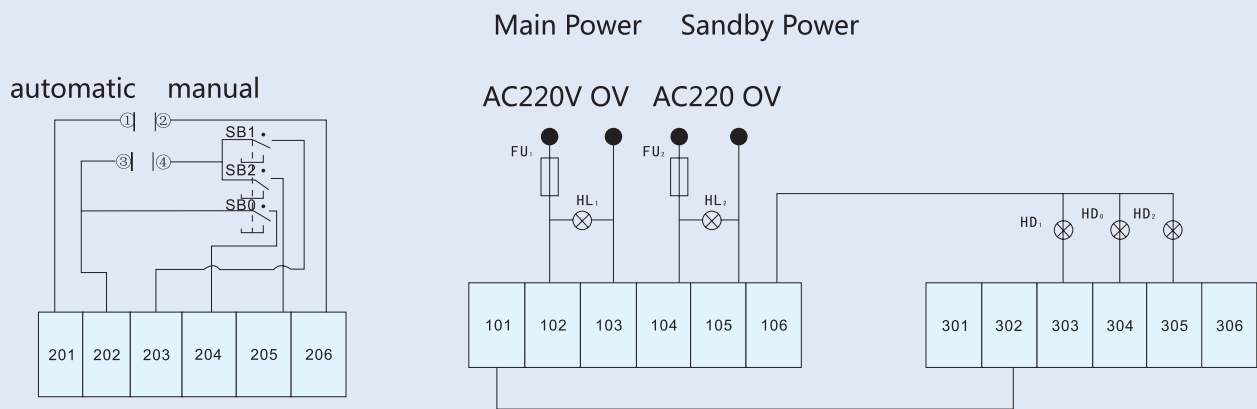 Main Power Sandby Power
automatic manual
AC220V OV AC220 OV
① ②
SB1
③ ④
SB2
SB0
FU₁ FU₂
HL₁ HL₂
HD₁ HD₀ HD₂
201 202 203 204 205 206
101 102 103 104 105 106
301 302 303 304 305 306